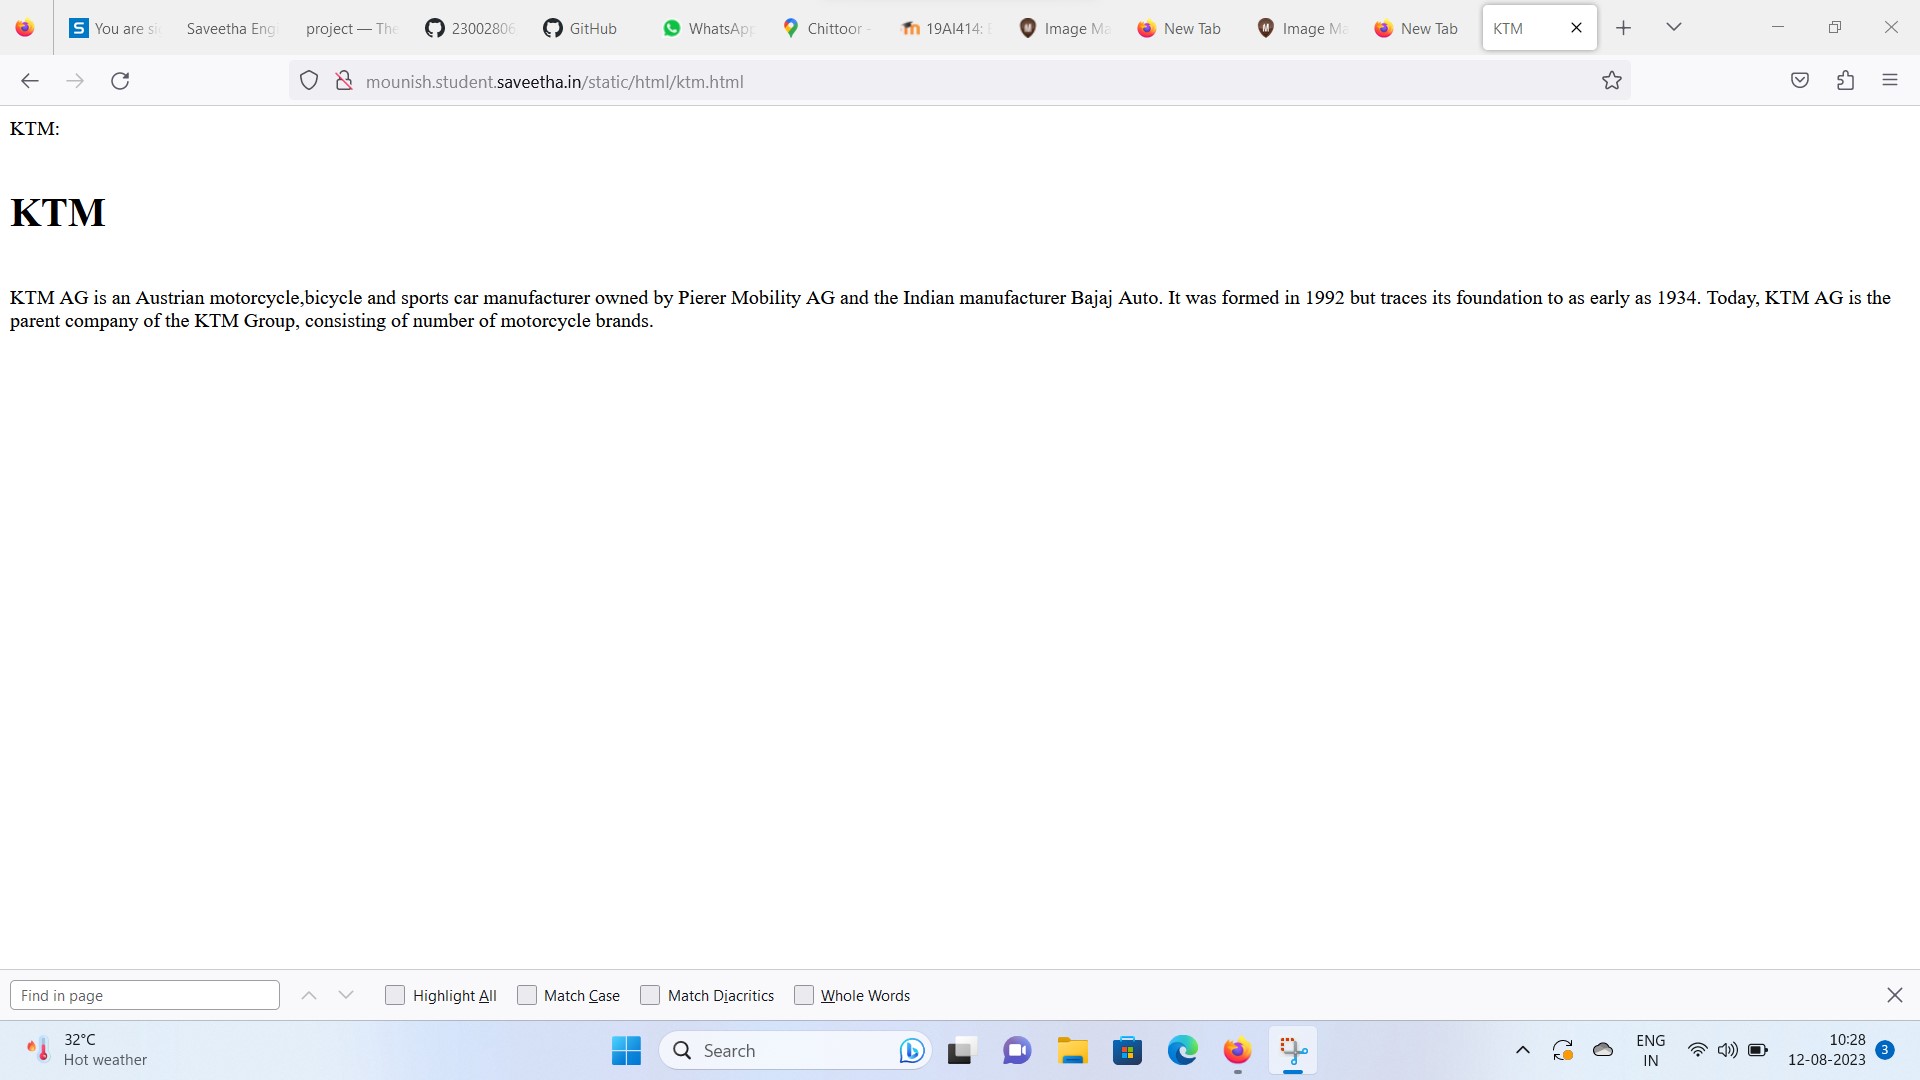 You are si
Saveetha Eng
project — The
23002806
GitHub
WhatsApp
Chittoor -
19AI414:
Image Ma
New Tab
Image Ma
New Tab
KTM
mounish.student.saveetha.in/static/html/ktm.html
KTM:
KTM
KTM AG is an Austrian motorcycle,bicycle and sports car manufacturer owned by Pierer Mobility AG and the Indian manufacturer Bajaj Auto. It was formed in 1992 but traces its foundation to as early as 1934. Today, KTM AG is the
parent company of the KTM Group, consisting of number of motorcycle brands.
Find in page
Highlight All
Match Case
Match Diacritics
Whole Words
32°C
Hot weather
Search
ENG
IN
10:28
12-08-2023
3